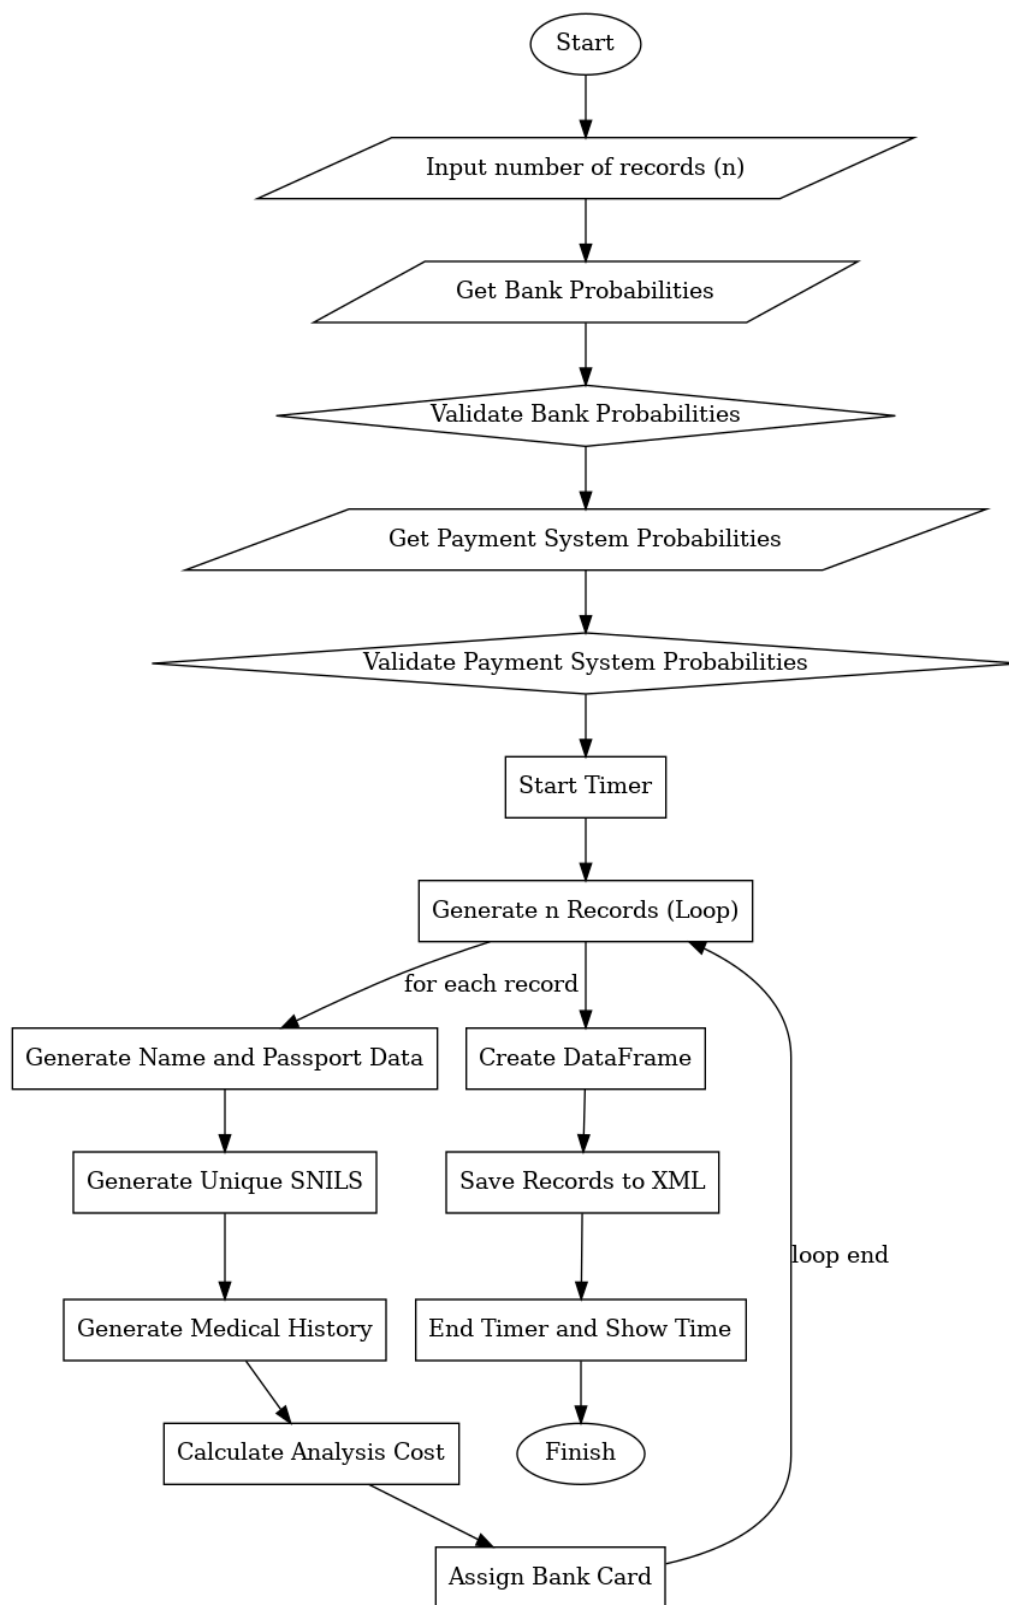 Start
Input number of records (n)
Get Bank Probabilities
Validate Bank Probabilities
Get Payment System Probabilities
Validate Payment System Probabilities
Start Timer
Generate n Records (Loop)
for each record
Generate Name and Passport Data
Create DataFrame
Generate Unique SNILS
Save Records to XML
loop end
Generate Medical History
End Timer and Show Time
Calculate Analysis Cost
Finish
Assign Bank Card